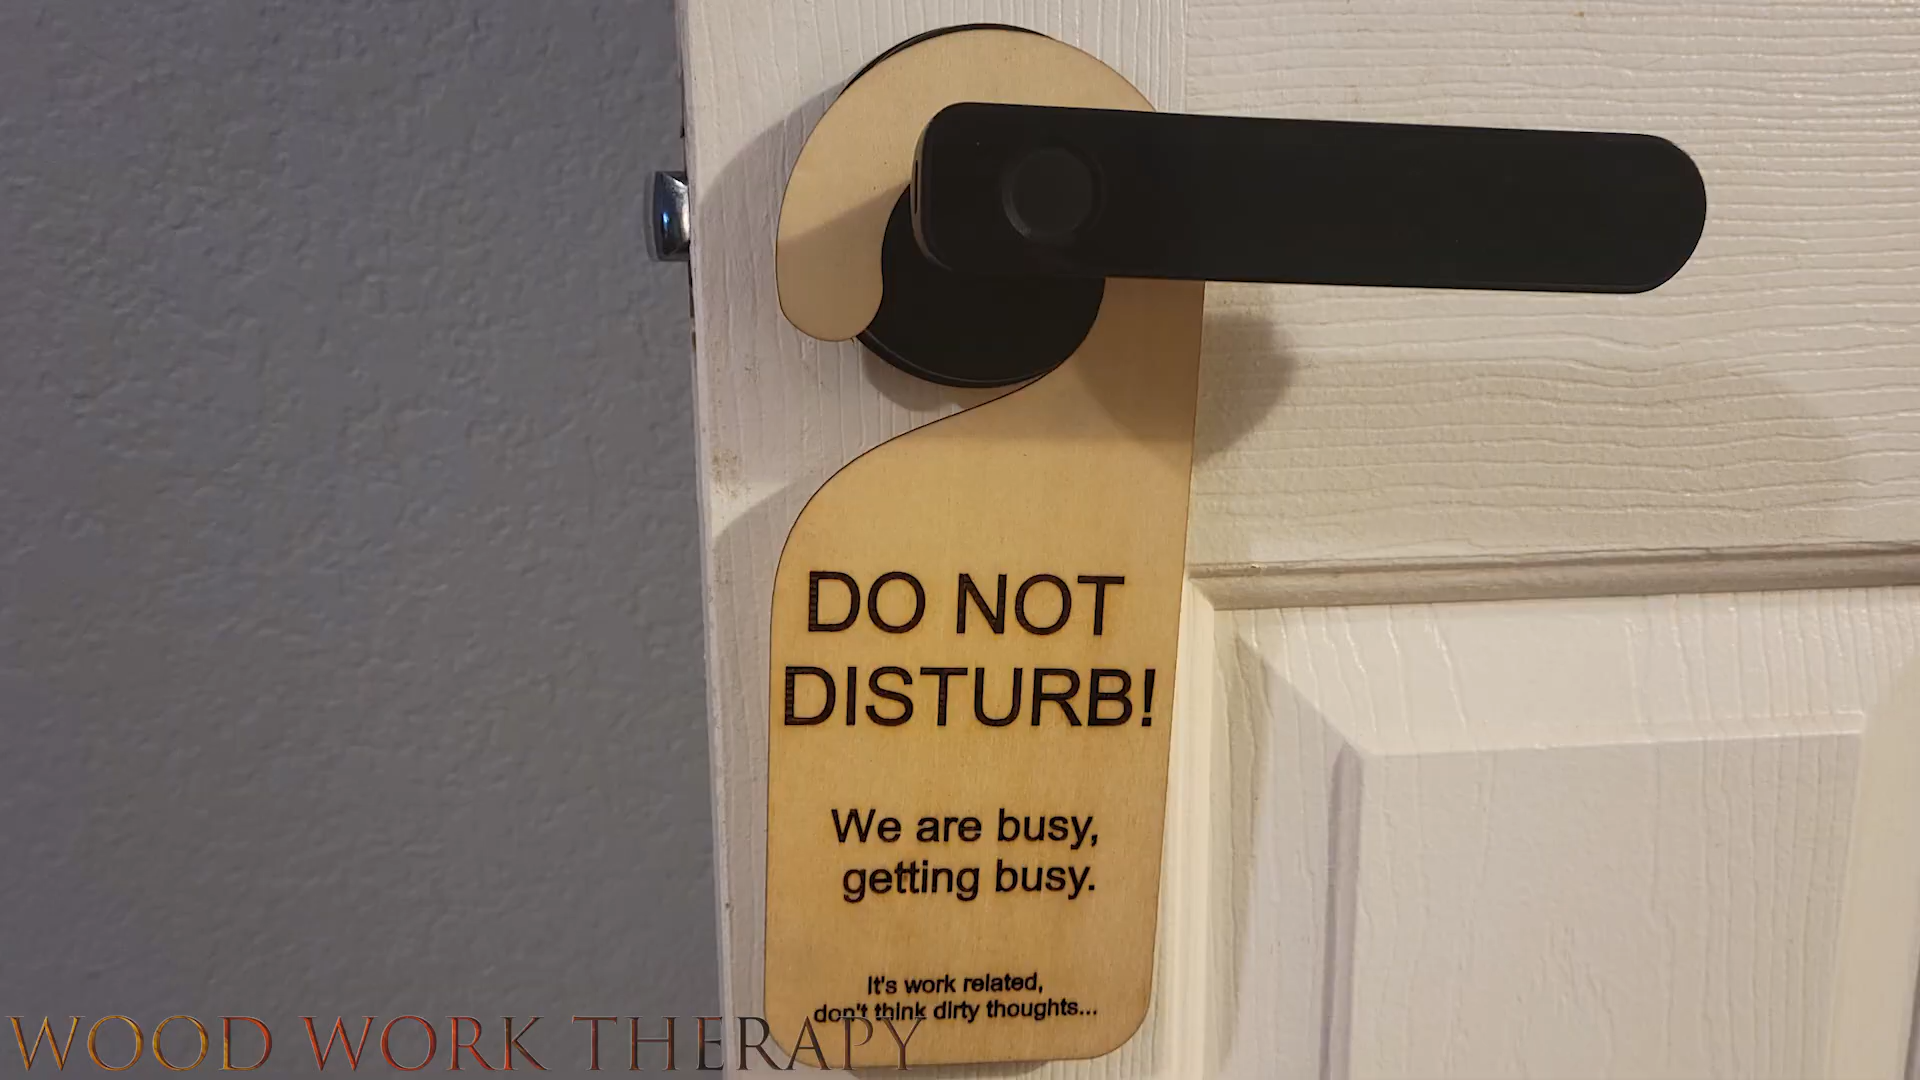 DO NOT
DISTURB!
We are busy,
getting busy.
It's work related,
don't think dirty thoughts...
WOOD WORK THERAPY